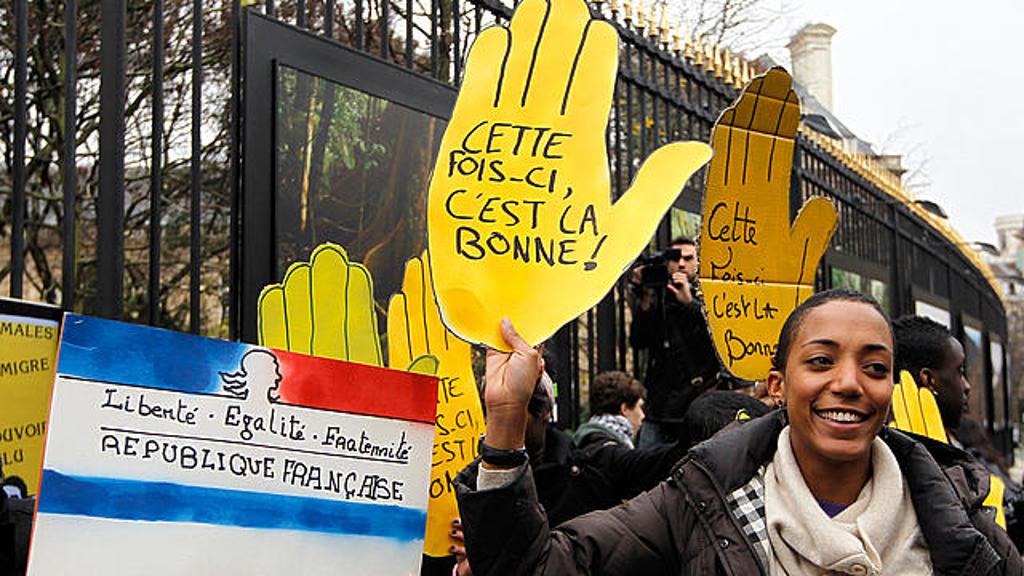 MALES
MIGRE
OUVOIR
LU
Liberté · Egalité · Fraternité
REPUBLIQUE FRANÇAISE
CETTE
FOIS-CI,
C'EST LA
BONNE!
Cette
Fois-ci
C'EST LA
Bonne